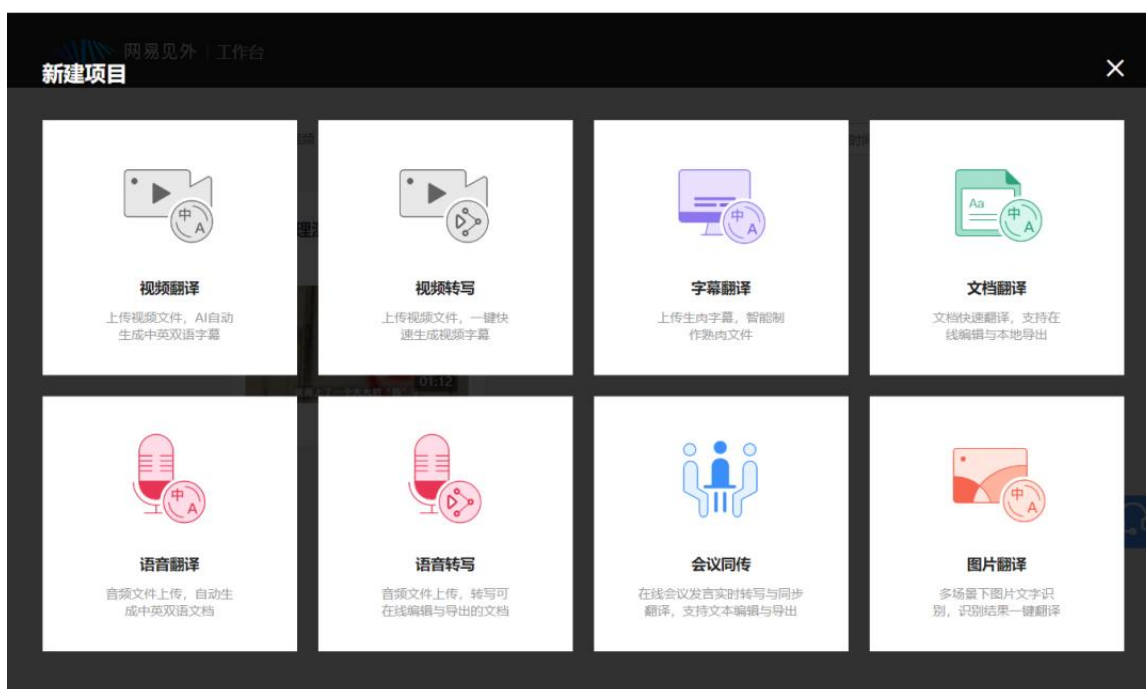 网易见外 | 工作台
新建项目
视频翻译
上传视频文件，AI自动
生成中英双语字幕
视频转写
上传视频文件，一键快
速生成视频字幕
字幕翻译
上传生肉字幕，智能制
作熟肉文件
文档翻译
文档快速翻译，支持在
线编辑与本地导出
01:12
语音翻译
音频文件上传，自动生
成中英双语文档
语音转写
音频文件上传，转写可
在线编辑与导出的文档
会议同传
在线会议发言实时转写与同步
翻译，支持文本编辑与导出
图片翻译
多场景下图片文字识
别，识别结果一键翻译
中
A
中
A
Aa
中
A
中
A
中
A